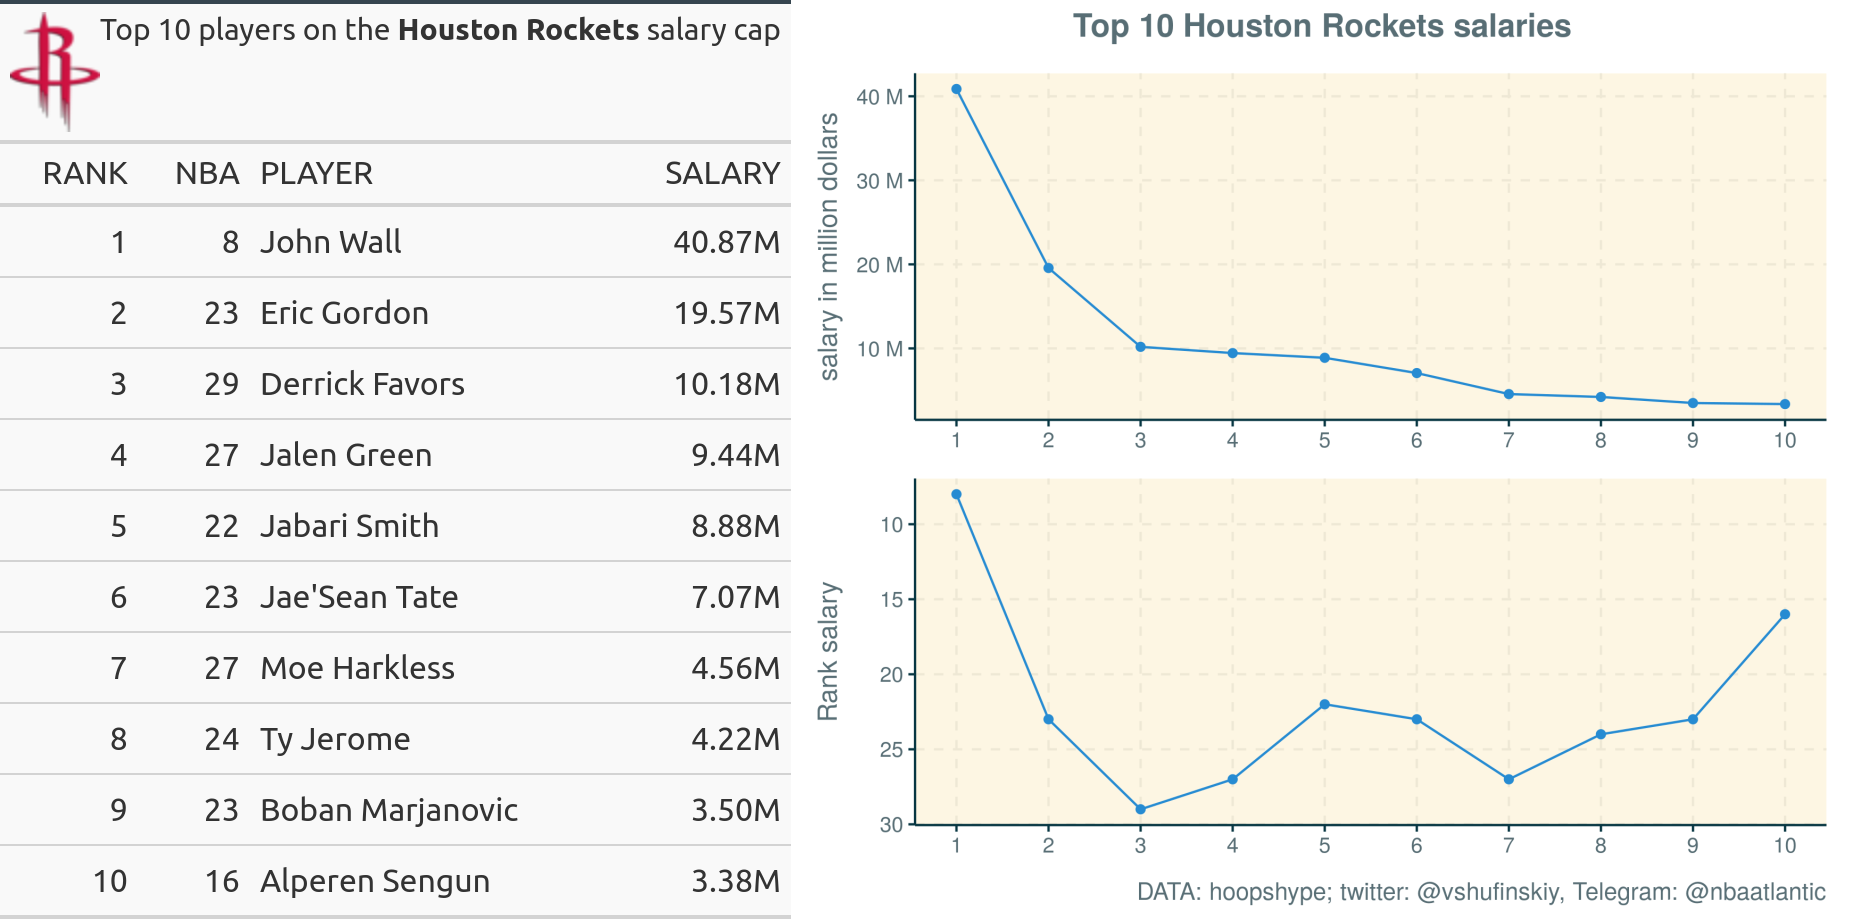 Top 10 players on the Houston Rockets salary cap
RANK NBA PLAYER SALARY
1 8 John Wall 40.87M
2 23 Eric Gordon 19.57M
3 29 Derrick Favors 10.18M
4 27 Jalen Green 9.44M
5 22 Jabari Smith 8.88M
6 23 Jae'Sean Tate 7.07M
7 27 Moe Harkless 4.56M
8 24 Ty Jerome 4.22M
9 23 Boban Marjanovic 3.50M
10 16 Alperen Sengun 3.38M
Top 10 Houston Rockets salaries
salary in million dollars
40 M
30 M
20 M
10 M
1 2 3 4 5 6 7 8 9 10
Rank salary
10
15
20
25
30
1 2 3 4 5 6 7 8 9 10
DATA: hoopshype; twitter: @vshufinskiy, Telegram: @nbaatlantic